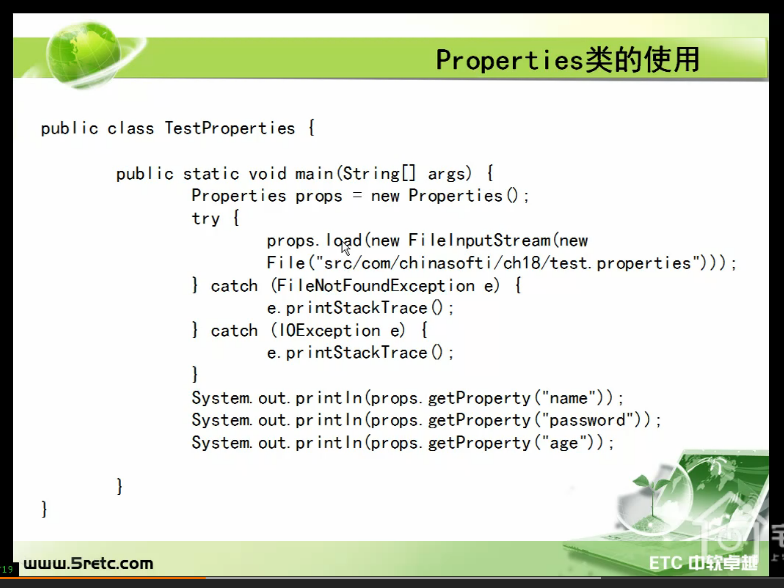 Properties类的使用
public class TestProperties {
public static void main(String[] args) {
Properties props = new Properties();
try {
props.load(new FileInputStream(new
File("src/com/chinasofti/ch18/test.properties")));
} catch (FileNotFoundException e) {
e.printStackTrace();
} catch (IOException e) {
e.printStackTrace();
}
System.out.println(props.getProperty("name"));
System.out.println(props.getProperty("password"));
System.out.println(props.getProperty("age"));
}
}
/19
www.5retc.com
ETC 中软卓越